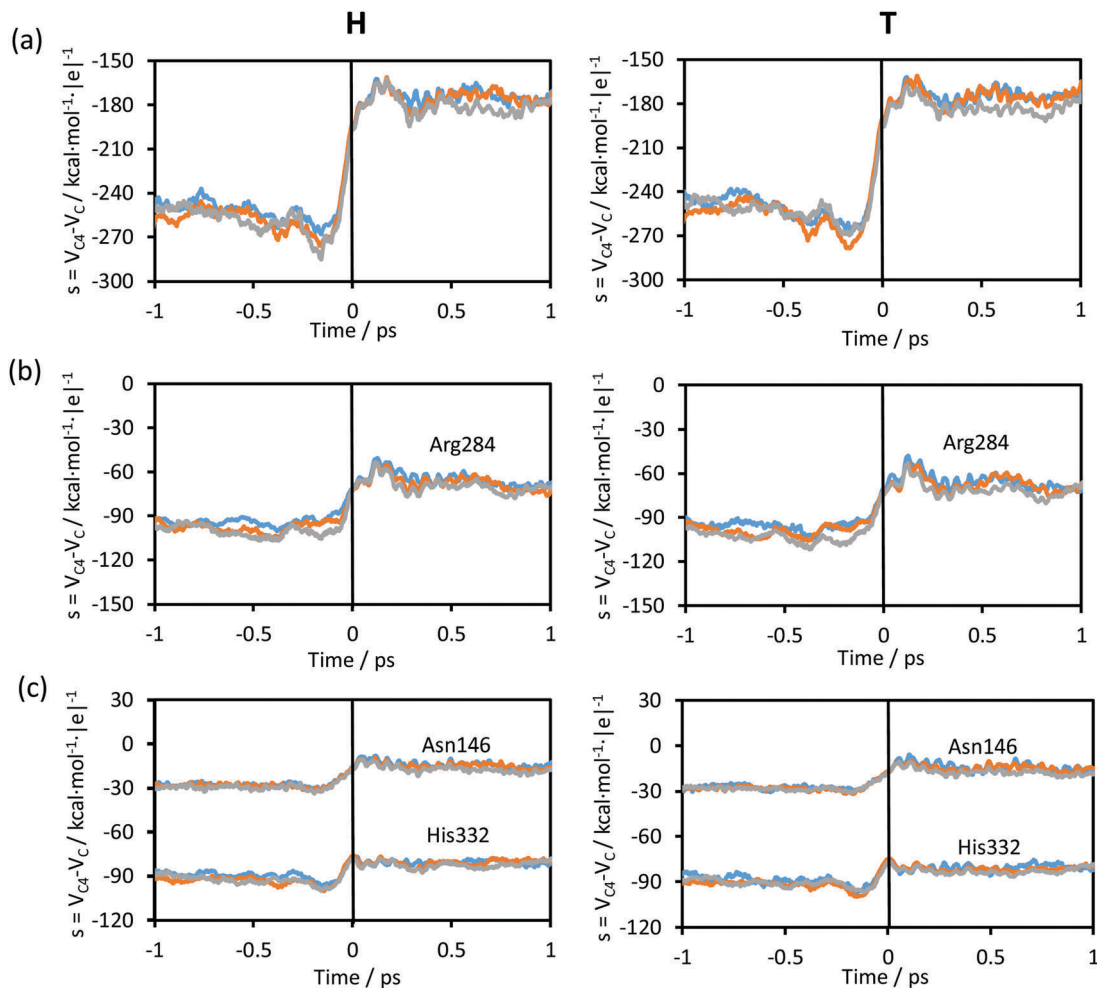 H
T
(a)
s = V_C4-V_C / kcal·mol⁻¹·|e|⁻¹
-150
-180
-210
-240
-270
-300
-1
-0.5
0
0.5
1
Time / ps
s = V_C4-V_C / kcal·mol⁻¹·|e|⁻¹
-150
-180
-210
-240
-270
-300
-1
-0.5
0
0.5
1
Time / ps
(b)
s = V_C4-V_C / kcal·mol⁻¹·|e|⁻¹
0
-30
-60
-90
-120
-150
Arg284
-1
-0.5
0
0.5
1
Time / ps
s = V_C4-V_C / kcal·mol⁻¹·|e|⁻¹
0
-30
-60
-90
-120
-150
Arg284
-1
-0.5
0
0.5
1
Time / ps
(c)
s = V_C4-V_C / kcal·mol⁻¹·|e|⁻¹
30
0
-30
-60
-90
-120
Asn146
His332
-1
-0.5
0
0.5
1
Time / ps
s = V_C4-V_C / kcal·mol⁻¹·|e|⁻¹
30
0
-30
-60
-90
-120
Asn146
His332
-1
-0.5
0
0.5
1
Time / ps